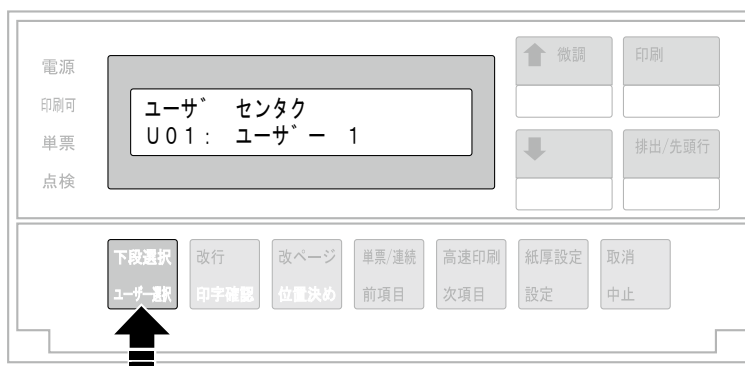 電源
印刷可
単票
点検
ユーザ゛ センタク
U01: ユーザ゛ー 1
微調
印刷
排出/先頭行
下段選択
ユーザー選択
改行
印字確認
改ページ
位置決め
単票/連続
前項目
高速印刷
次項目
紙厚設定
設定
取消
中止